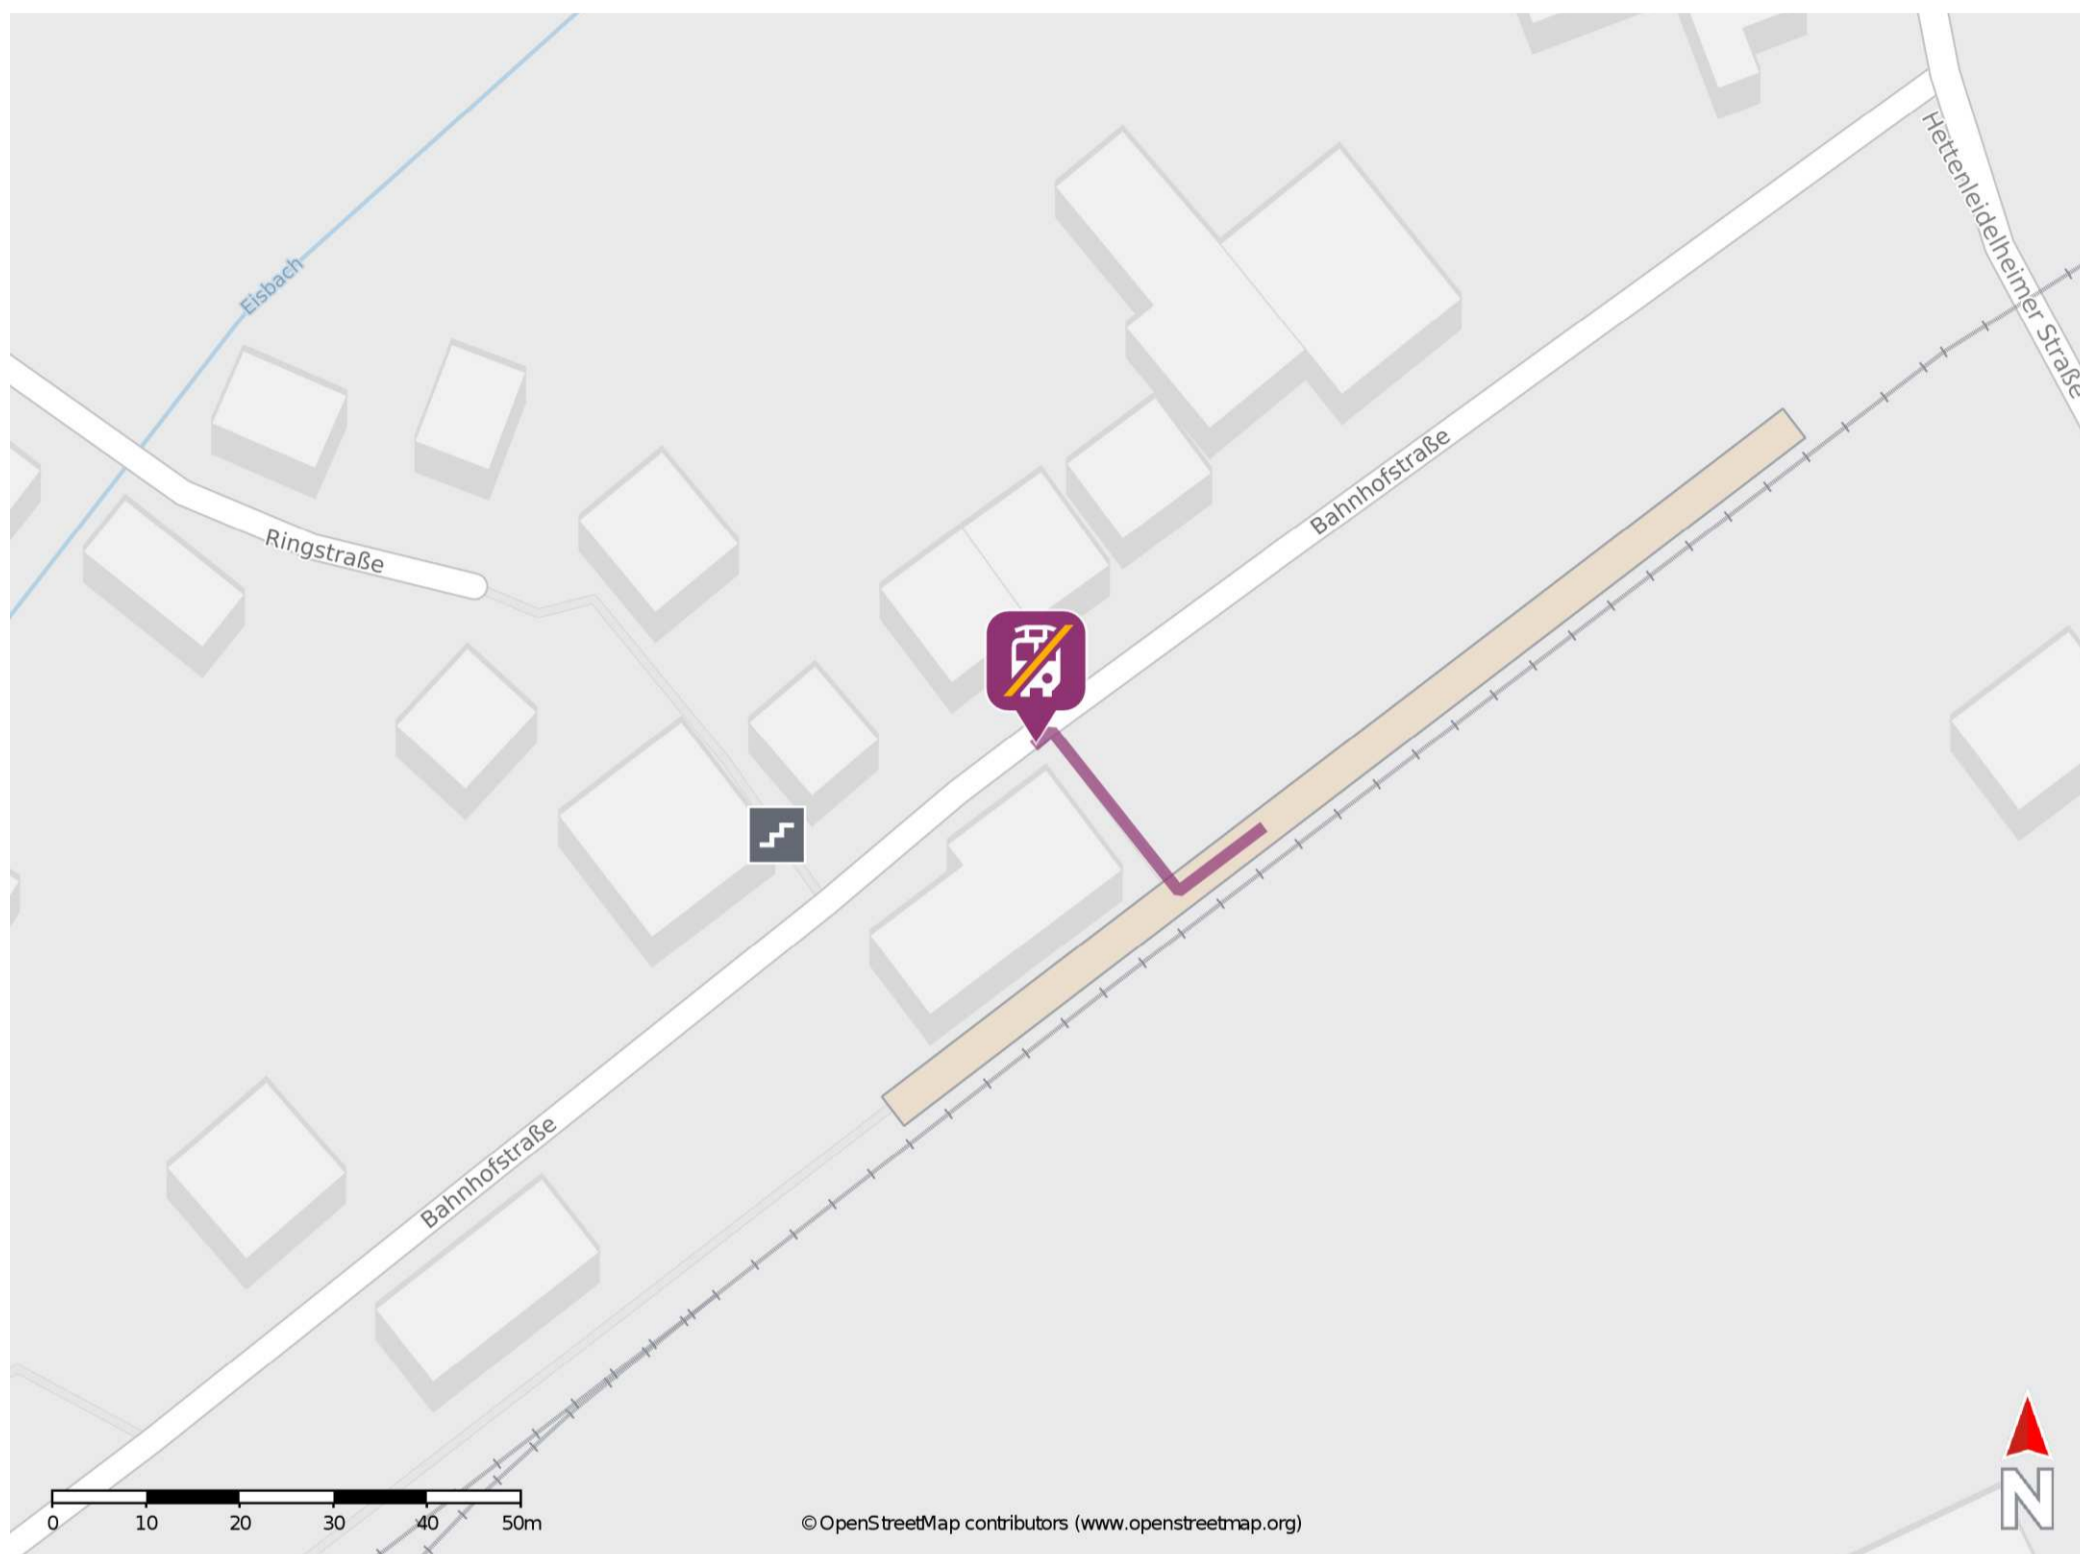 Hettenleidelheimer Straße
Eisbach
Bahnhofstraße
Ringstraße
Bahnhofstraße
0 10 20 30 40 50m
© OpenStreetMap contributors (www.openstreetmap.org)
N